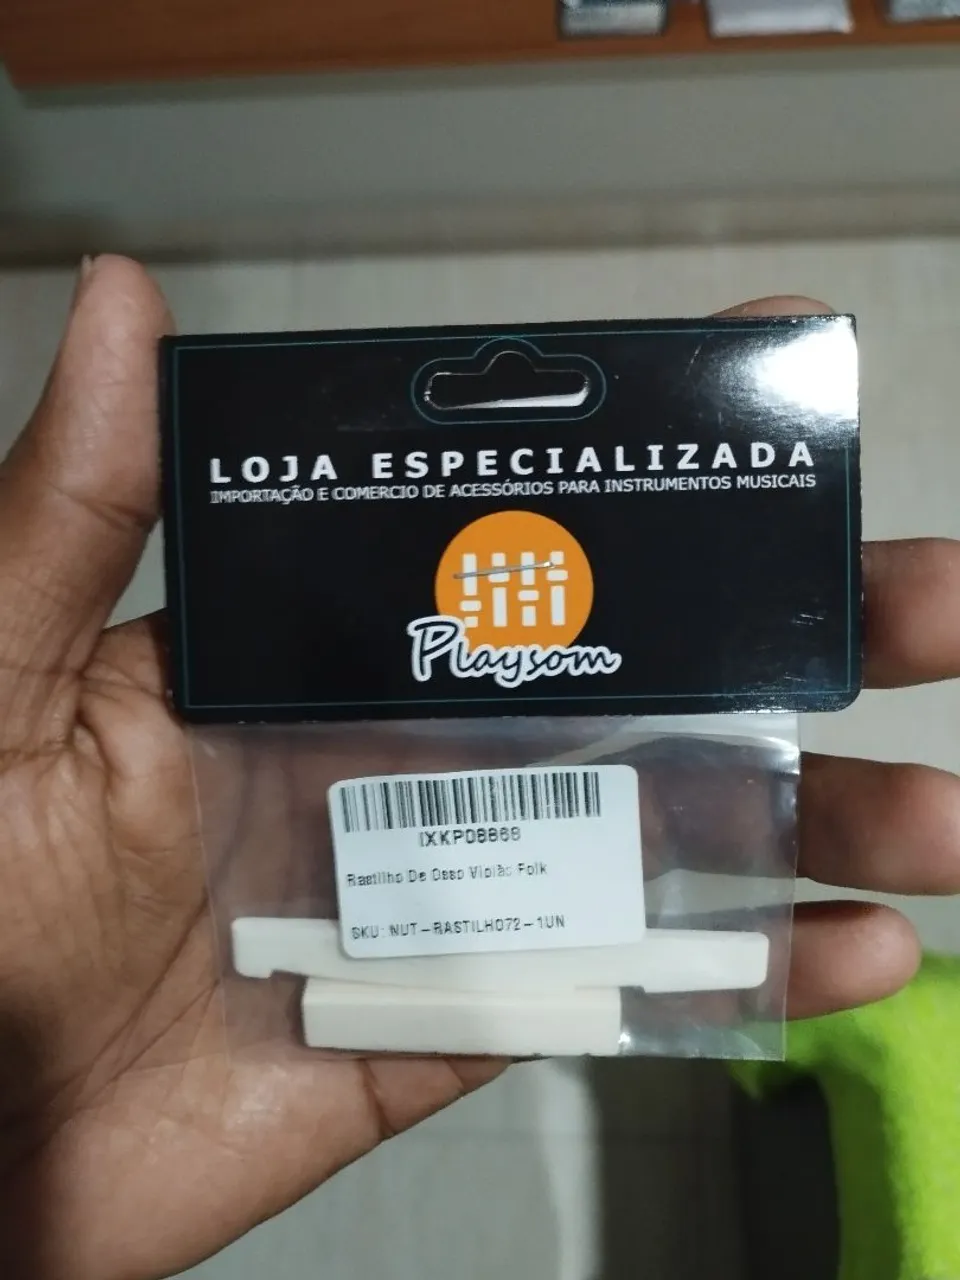 LOJA ESPECIALIZADA
IMPORTAÇÃO E COMERCIO DE ACESSÓRIOS PARA INSTRUMENTOS MUSICAIS
Playsom
IXKP08868
Rastilho De Osso Violão Folk
SKU: NUT-RASTILHO72-1UN